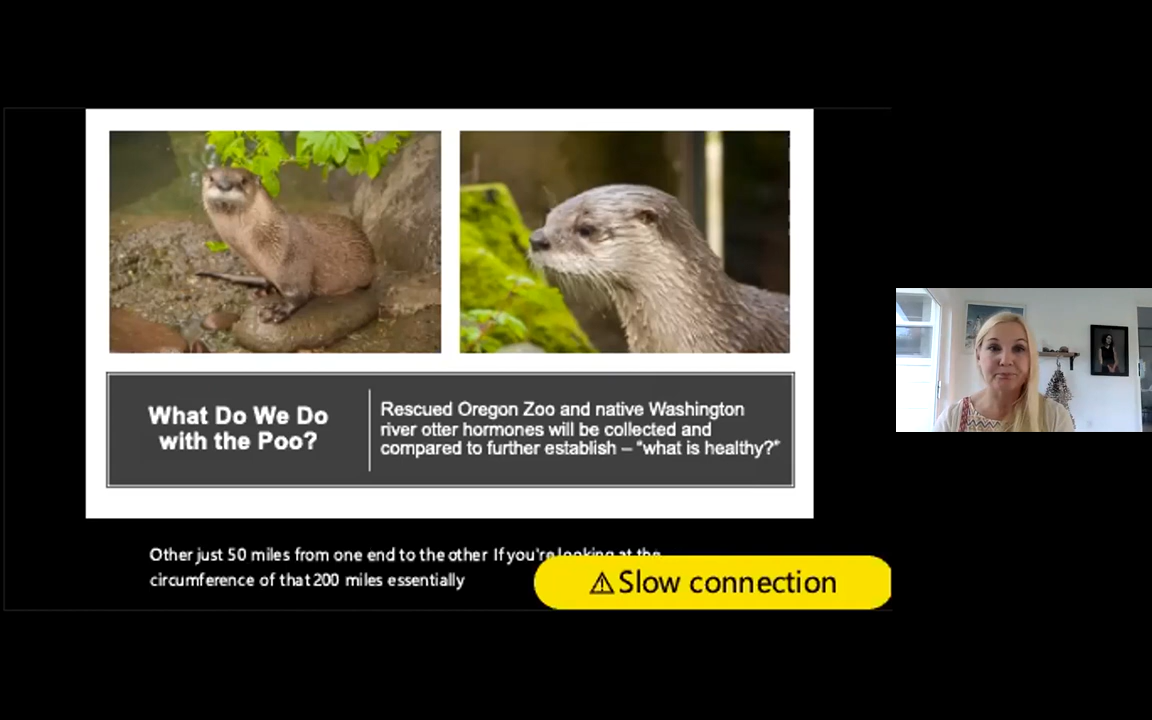 What Do We Do
with the Poo?
Rescued Oregon Zoo and native Washington
river otter hormones will be collected and
compared to further establish – “what is healthy?”
Other just 50 miles from one end to the other If you're looking at the
circumference of that 200 miles essentially
⚠Slow connection